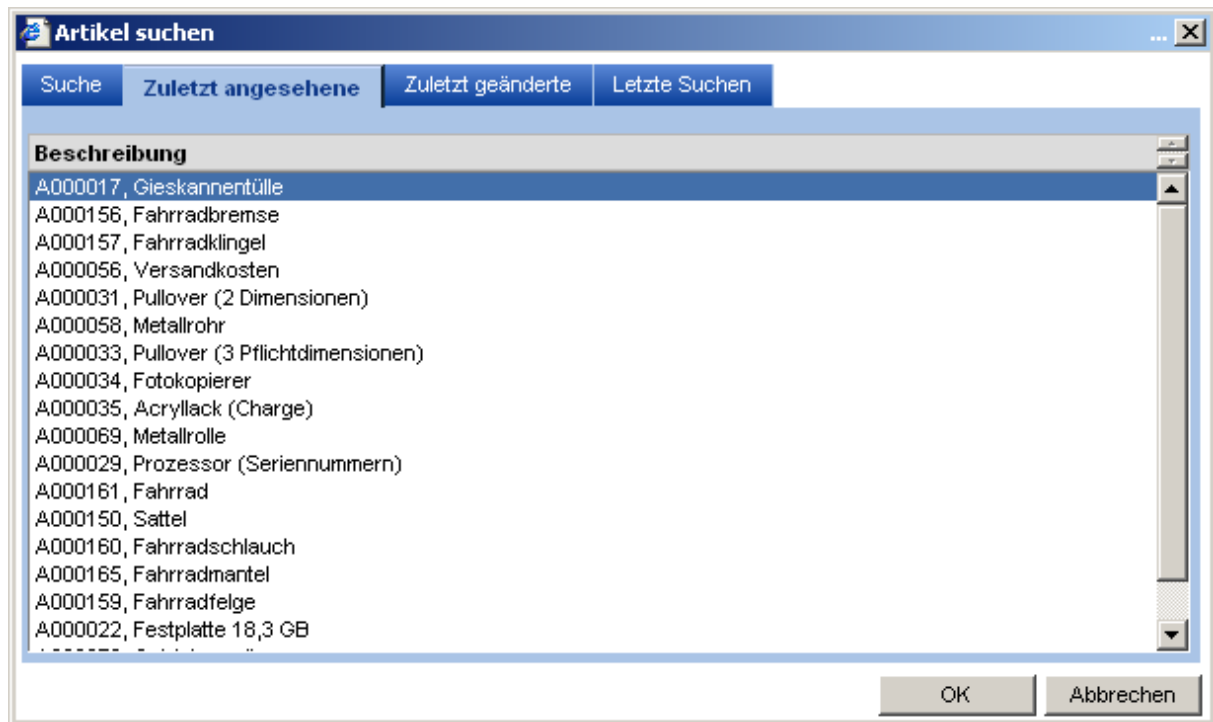 Artikel suchen ...
Suche Zuletzt angesehene Zuletzt geänderte Letzte Suchen
Beschreibung
A000017, Gieskannentülle
A000156, Fahrradbremse
A000157, Fahrradklingel
A000056, Versandkosten
A000031, Pullover (2 Dimensionen)
A000058, Metallrohr
A000033, Pullover (3 Pflichtdimensionen)
A000034, Fotokopierer
A000035, Acryllack (Charge)
A000069, Metallrolle
A000029, Prozessor (Seriennummern)
A000161, Fahrrad
A000150, Sattel
A000160, Fahrradschlauch
A000165, Fahrradmantel
A000159, Fahrradfelge
A000022, Festplatte 18,3 GB
OK Abbrechen